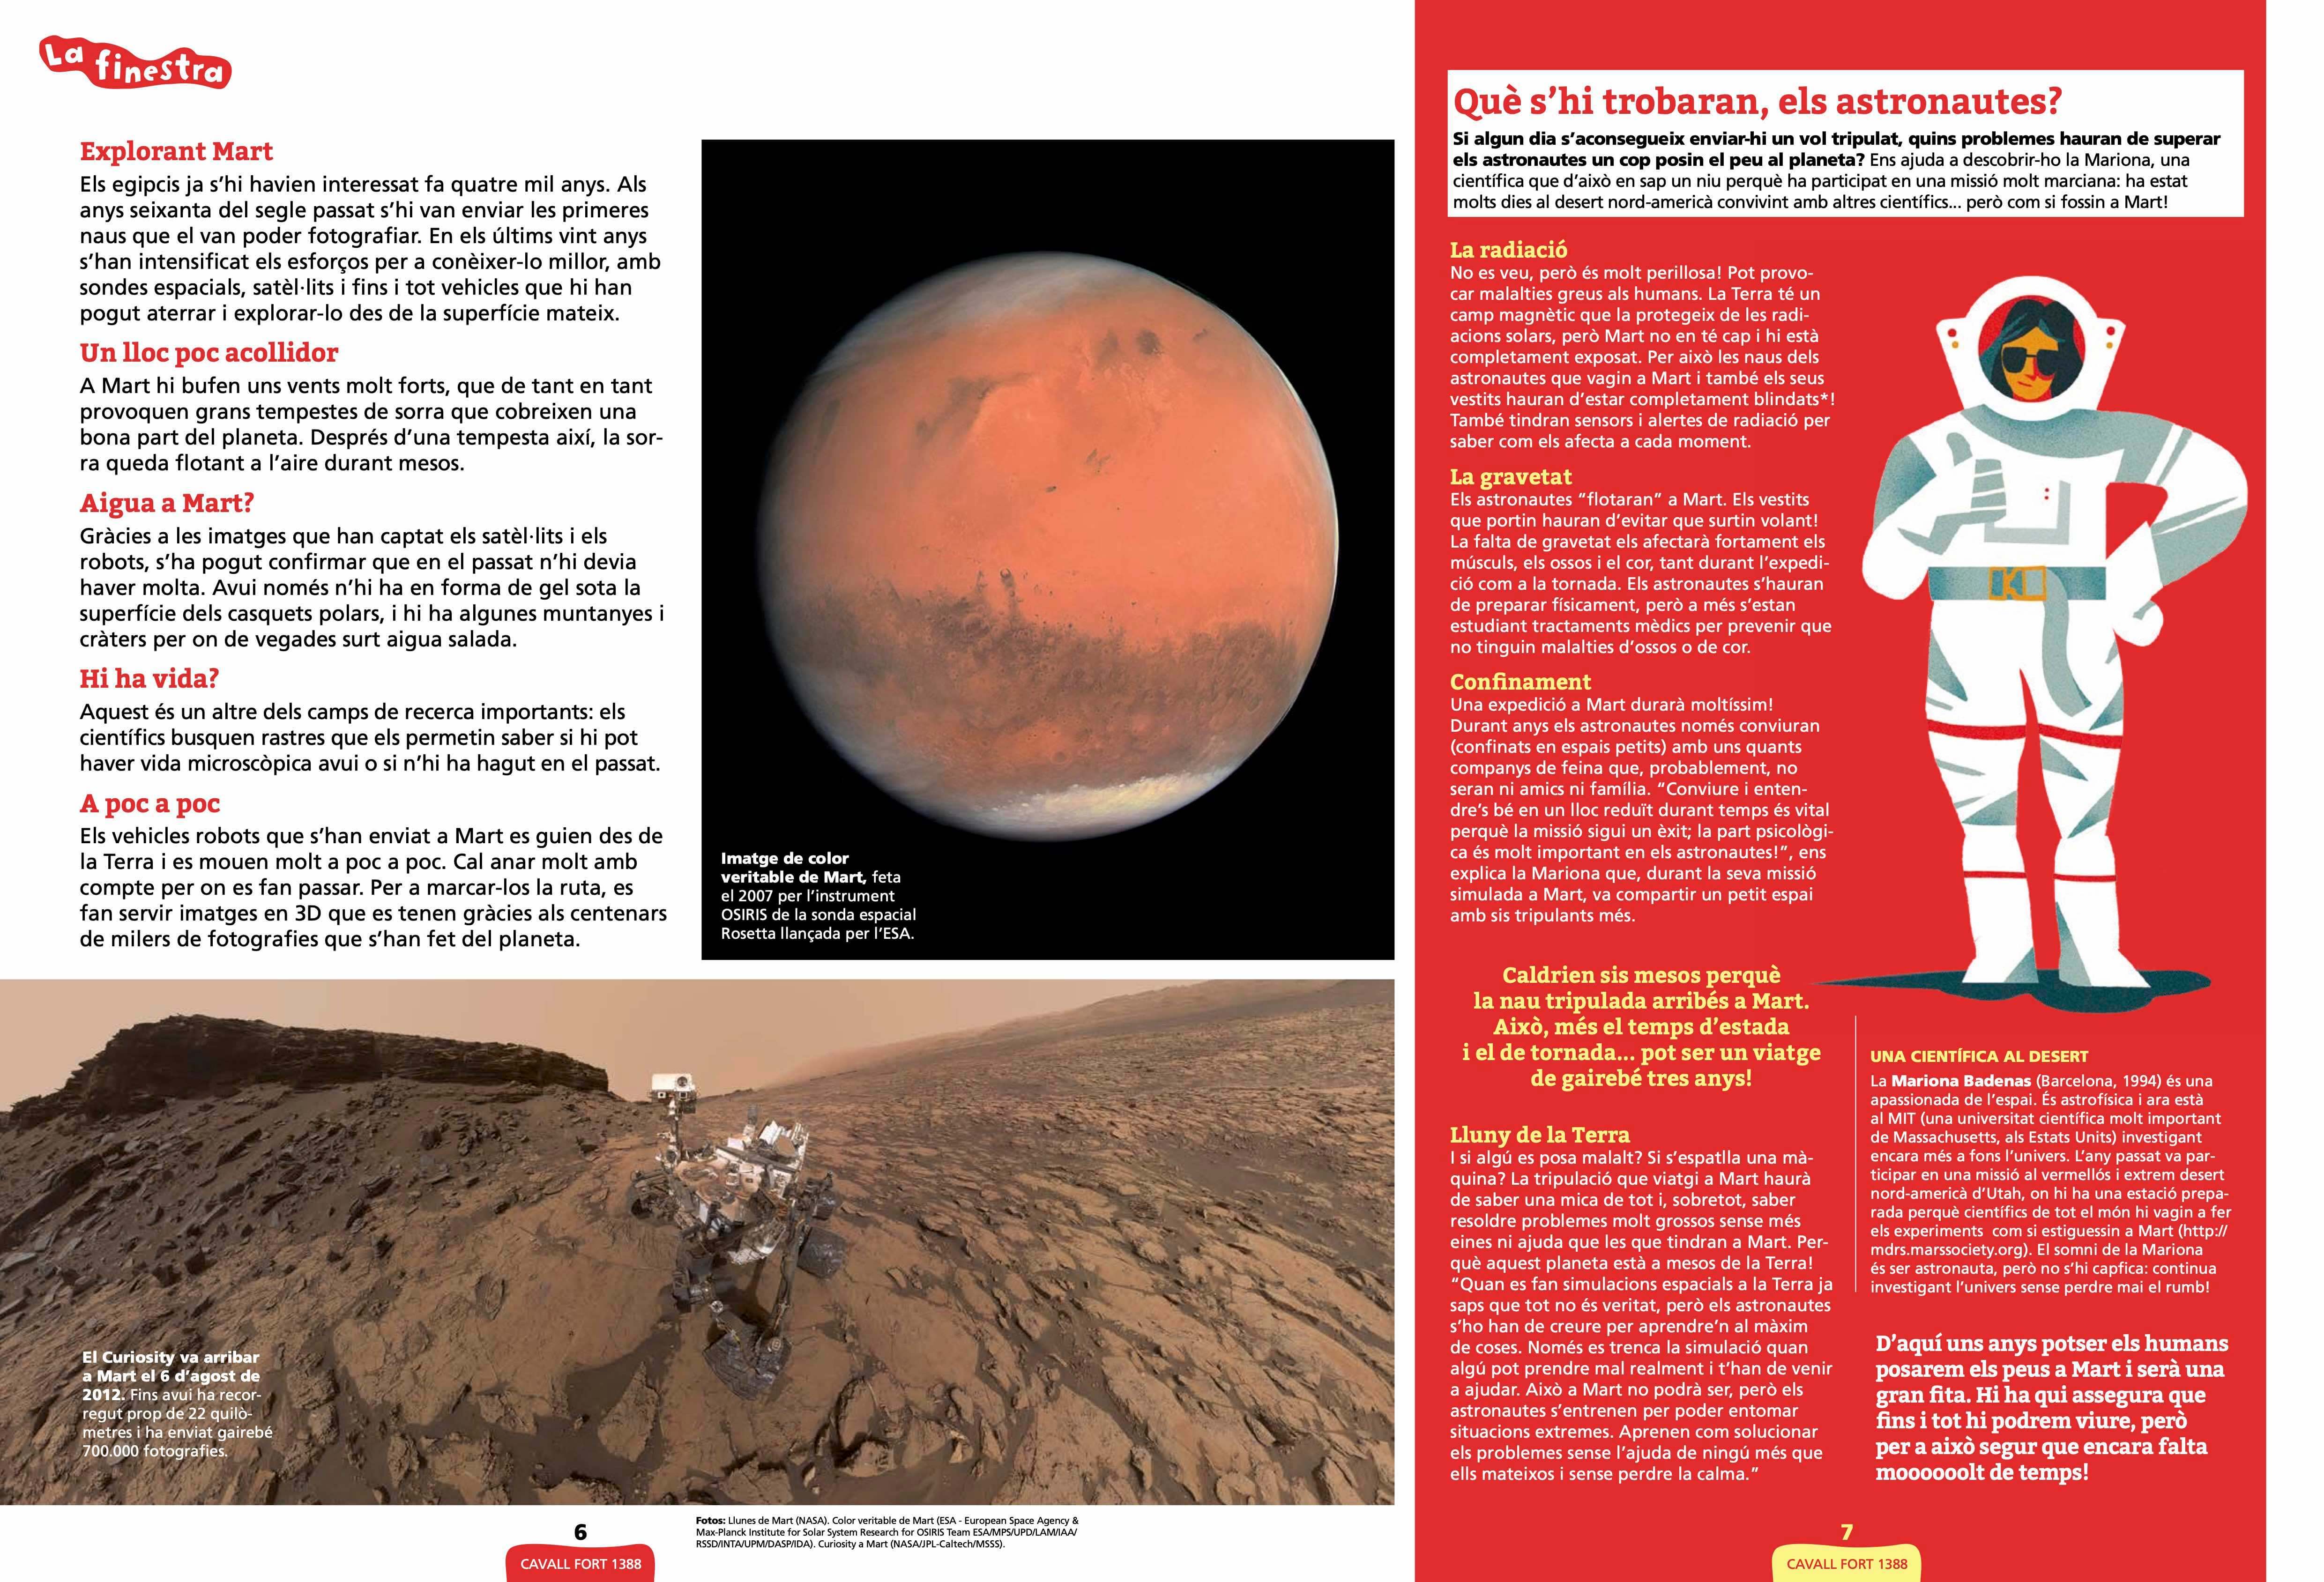 La finestra
Explorant Mart
Els egipcis ja s’hi havien interessat fa quatre mil anys. Als
anys seixanta del segle passat s’hi van enviar les primeres
naus que el van poder fotografiar. En els últims vint anys
s’han intensificat els esforços per a conèixer-lo millor, amb
sondes espacials, satèl·lits i fins i tot vehicles que hi han
pogut aterrar i explorar-lo des de la superfície mateix.
Un lloc poc acollidor
A Mart hi bufen uns vents molt forts, que de tant en tant
provoquen grans tempestes de sorra que cobreixen una
bona part del planeta. Després d’una tempesta així, la sor-
ra queda flotant a l’aire durant mesos.
Aigua a Mart?
Gràcies a les imatges que han captat els satèl·lits i els
robots, s’ha pogut confirmar que en el passat n’hi devia
haver molta. Avui només n’hi ha en forma de gel sota la
superfície dels casquets polars, i hi ha algunes muntanyes i
cràters per on de vegades surt aigua salada.
Hi ha vida?
Aquest és un altre dels camps de recerca importants: els
científics busquen rastres que els permetin saber si hi pot
haver vida microscòpica avui o si n’hi ha hagut en el passat.
A poc a poc
Els vehicles robots que s’han enviat a Mart es guien des de
la Terra i es mouen molt a poc a poc. Cal anar molt amb
compte per on es fan passar. Per a marcar-los la ruta, es
fan servir imatges en 3D que es tenen gràcies als centenars
de milers de fotografies que s’han fet del planeta.
Imatge de color
veritable de Mart, feta
el 2007 per l’instrument
OSIRIS de la sonda espacial
Rosetta llançada per l’ESA.
El Curiosity va arribar
a Mart el 6 d’agost de
2012. Fins avui ha recor-
regut prop de 22 quilò-
metres i ha enviat gairebé
700.000 fotografies.
Fotos: Llunes de Mart (NASA). Color veritable de Mart (ESA - European Space Agency &
Max-Planck Institute for Solar System Research for OSIRIS Team ESA/MPS/UPD/LAM/IAA/
RSSD/INTA/UPM/DASP/IDA). Curiosity a Mart (NASA/JPL-Caltech/MSSS).
6
CAVALL FORT 1388
Què s’hi trobaran, els astronautes?
Si algun dia s’aconsegueix enviar-hi un vol tripulat, quins problemes hauran de superar
els astronautes un cop posin el peu al planeta? Ens ajuda a descobrir-ho la Mariona, una
científica que d’això en sap un niu perquè ha participat en una missió molt marciana: ha estat
molts dies al desert nord-americà convivint amb altres científics... però com si fossin a Mart!
La radiació
No es veu, però és molt perillosa! Pot provo-
car malalties greus als humans. La Terra té un
camp magnètic que la protegeix de les radi-
acions solars, però Mart no en té cap i hi està
completament exposat. Per això les naus dels
astronautes que vagin a Mart i també els seus
vestits hauran d’estar completament blindats*!
També tindran sensors i alertes de radiació per
saber com els afecta a cada moment.
La gravetat
Els astronautes “flotaran” a Mart. Els vestits
que portin hauran d’evitar que surtin volant!
La falta de gravetat els afectarà fortament els
músculs, els ossos i el cor, tant durant l’expedi-
ció com a la tornada. Els astronautes s’hauran
de preparar físicament, però a més s’estan
estudiant tractaments mèdics per prevenir que
no tinguin malalties d’ossos o de cor.
Confinament
Una expedició a Mart durarà moltíssim!
Durant anys els astronautes només conviuran
(confinats en espais petits) amb uns quants
companys de feina que, probablement, no
seran ni amics ni família. “Conviure i enten-
dre’s bé en un lloc reduït durant temps és vital
perquè la missió sigui un èxit; la part psicològi-
ca és molt important en els astronautes!”, ens
explica la Mariona que, durant la seva missió
simulada a Mart, va compartir un petit espai
amb sis tripulants més.
Caldrien sis mesos perquè
la nau tripulada arribés a Mart.
Això, més el temps d’estada
i el de tornada... pot ser un viatge
de gairebé tres anys!
Lluny de la Terra
I si algú es posa malalt? Si s’espatlla una mà-
quina? La tripulació que viatgi a Mart haurà
de saber una mica de tot i, sobretot, saber
resoldre problemes molt grossos sense més
eines ni ajuda que les que tindran a Mart. Per-
què aquest planeta està a mesos de la Terra!
“Quan es fan simulacions espacials a la Terra ja
saps que tot no és veritat, però els astronautes
s’ho han de creure per aprendre’n al màxim
de coses. Només es trenca la simulació quan
algú pot prendre mal realment i t’han de venir
a ajudar. Això a Mart no podrà ser, però els
astronautes s’entrenen per poder entomar
situacions extremes. Aprenen com solucionar
els problemes sense l’ajuda de ningú més que
ells mateixos i sense perdre la calma.”
UNA CIENTÍFICA AL DESERT
La Mariona Badenas (Barcelona, 1994) és una
apassionada de l’espai. És astrofísica i ara està
al MIT (una universitat científica molt important
de Massachusetts, als Estats Units) investigant
encara més a fons l’univers. L’any passat va par-
ticipar en una missió al vermellós i extrem desert
nord-americà d’Utah, on hi ha una estació prepa-
rada perquè científics de tot el món hi vagin a fer
els experiments com si estiguessin a Mart (http://
mdrs.marssociety.org). El somni de la Mariona
és ser astronauta, però no s’hi capfica: continua
investigant l’univers sense perdre mai el rumb!
D’aquí uns anys potser els humans
posarem els peus a Mart i serà una
gran fita. Hi ha qui assegura que
fins i tot hi podrem viure, però
per a això segur que encara falta
moooooolt de temps!
7
CAVALL FORT 1388